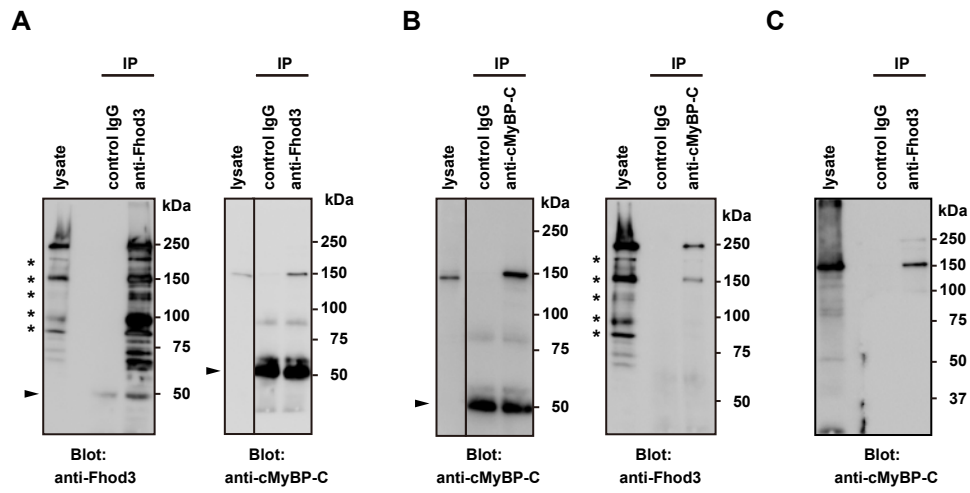 A
B
C
IP
IP
IP
IP
IP
lysate
control IgG
anti-Fhod3
lysate
control IgG
anti-Fhod3
lysate
control IgG
anti-cMyBP-C
lysate
control IgG
anti-cMyBP-C
lysate
control IgG
anti-Fhod3
kDa
250
150
100
75
50
*
*
*
*
*
Blot:
anti-Fhod3
kDa
250
150
100
75
50
Blot:
anti-cMyBP-C
kDa
250
150
100
75
50
Blot:
anti-cMyBP-C
kDa
250
150
100
75
50
*
*
*
*
*
Blot:
anti-Fhod3
kDa
250
150
100
75
50
37
Blot:
anti-cMyBP-C